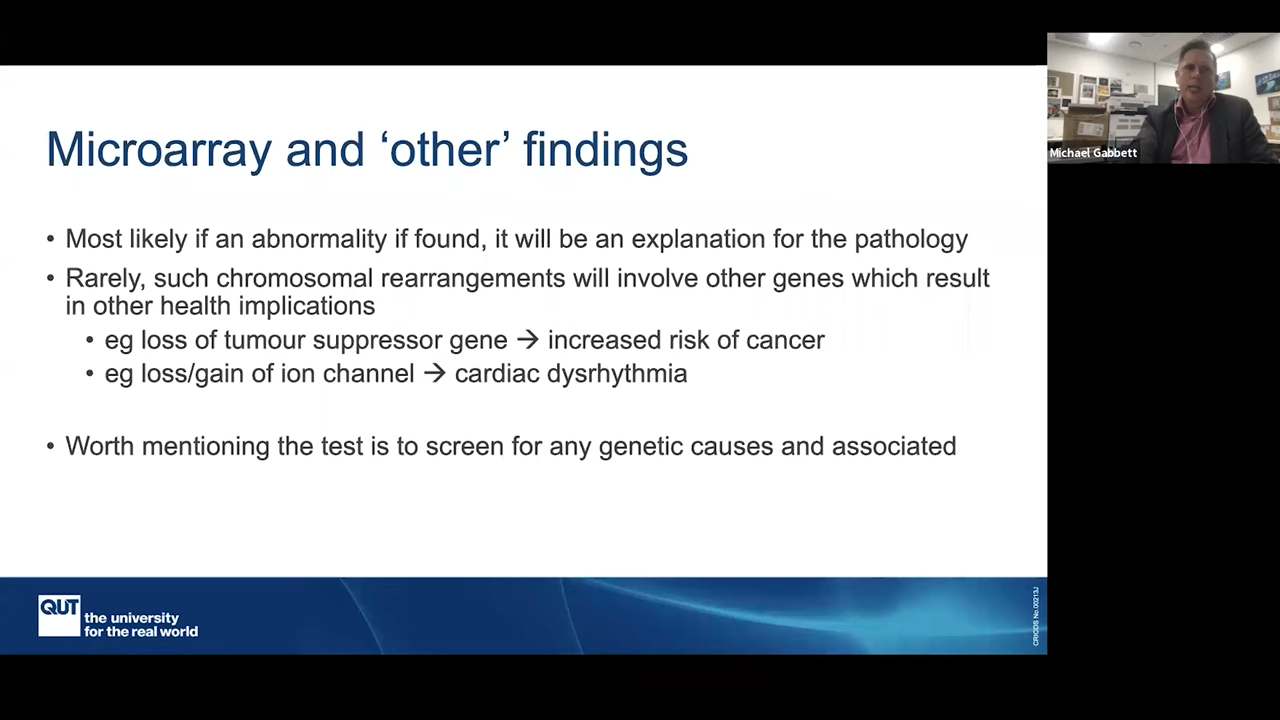 Microarray and ‘other’ findings
• Most likely if an abnormality if found, it will be an explanation for the pathology
• Rarely, such chromosomal rearrangements will involve other genes which result
in other health implications
• eg loss of tumour suppressor gene → increased risk of cancer
• eg loss/gain of ion channel → cardiac dysrhythmia
• Worth mentioning the test is to screen for any genetic causes and associated
Michael Gabbett
QUT
the university
for the real world
CRICOS No.00213J